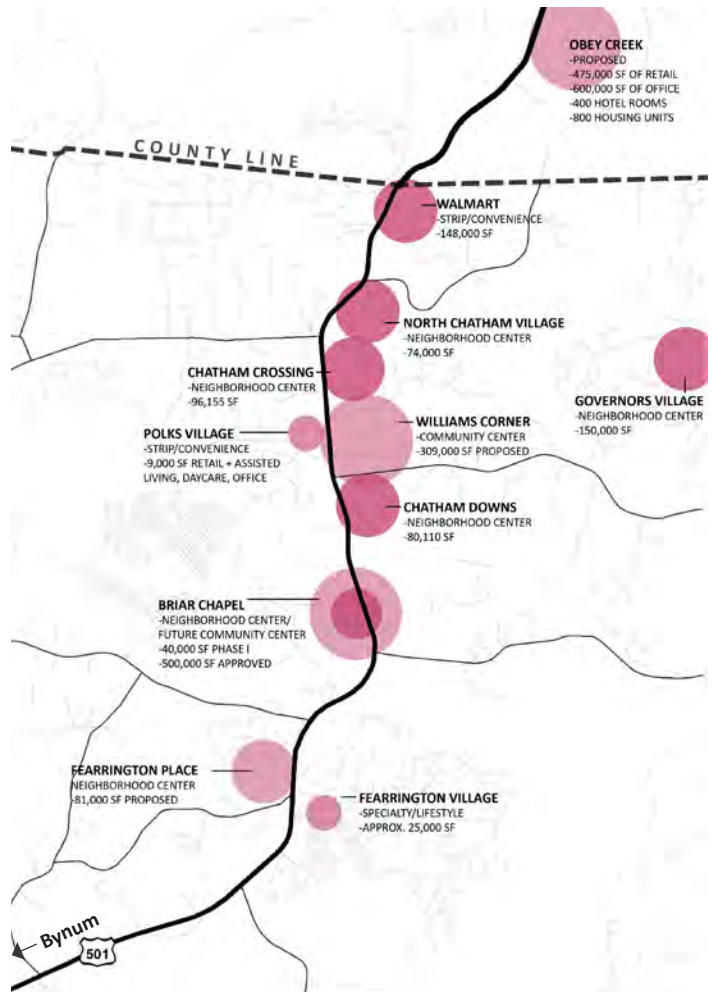 OBEY CREEK
-PROPOSED
-475,000 SF OF RETAIL
-600,000 SF OF OFFICE
-400 HOTEL ROOMS
-800 HOUSING UNITS
COUNTY LINE
WALMART
-STRIP/CONVENIENCE
-148,000 SF
NORTH CHATHAM VILLAGE
-NEIGHBORHOOD CENTER
-74,000 SF
CHATHAM CROSSING
-NEIGHBORHOOD CENTER
-96,155 SF
GOVERNORS VILLAGE
-NEIGHBORHOOD CENTER
-150,000 SF
WILLIAMS CORNER
-COMMUNITY CENTER
-309,000 SF PROPOSED
POLKS VILLAGE
-STRIP/CONVENIENCE
-9,000 SF RETAIL + ASSISTED
LIVING, DAYCARE, OFFICE
CHATHAM DOWNS
-NEIGHBORHOOD CENTER
-80,110 SF
BRIAR CHAPEL
-NEIGHBORHOOD CENTER/
FUTURE COMMUNITY CENTER
-40,000 SF PHASE I
-500,000 SF APPROVED
FEARRINGTON PLACE
NEIGHBORHOOD CENTER
-81,000 SF PROPOSED
FEARRINGTON VILLAGE
-SPECIALTY/LIFESTYLE
-APPROX. 25,000 SF
Bynum
501